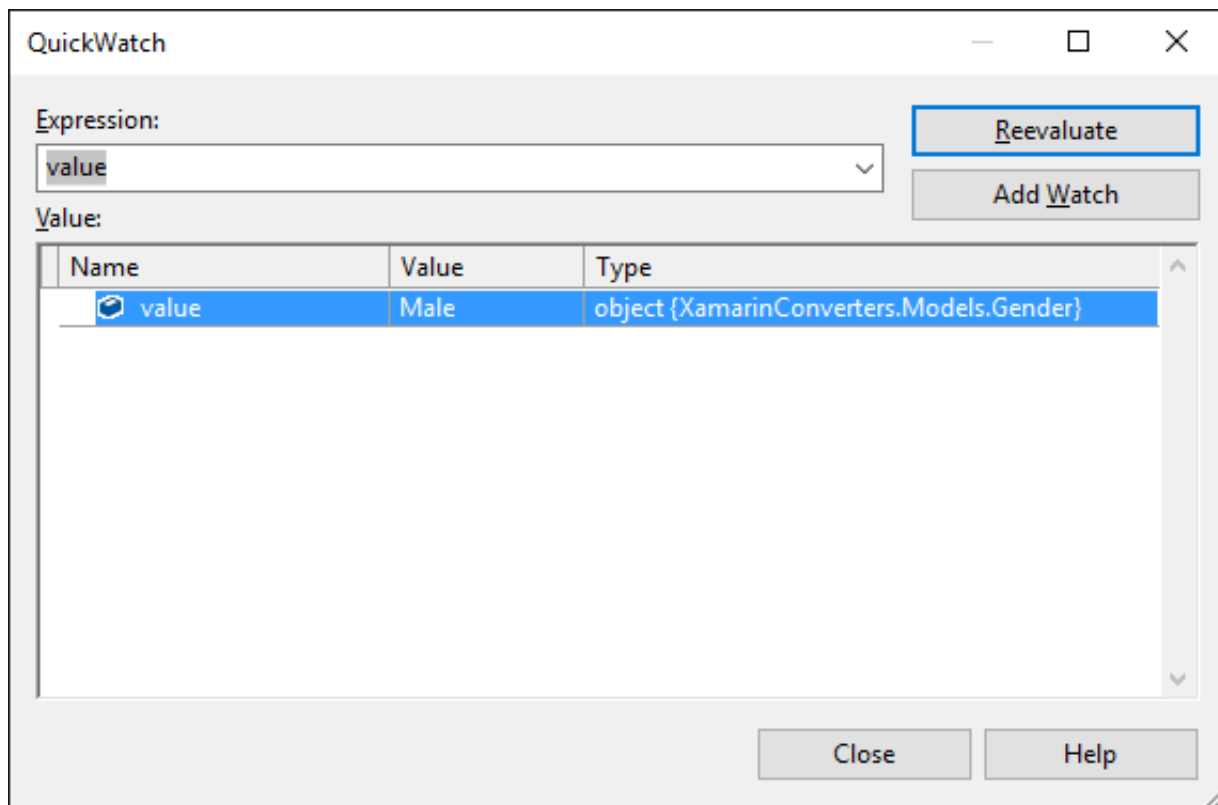 QuickWatch
Expression:
Reevaluate
value
Add Watch
Value:
Name Value Type
value Male object {XamarinConverters.Models.Gender}
Close Help